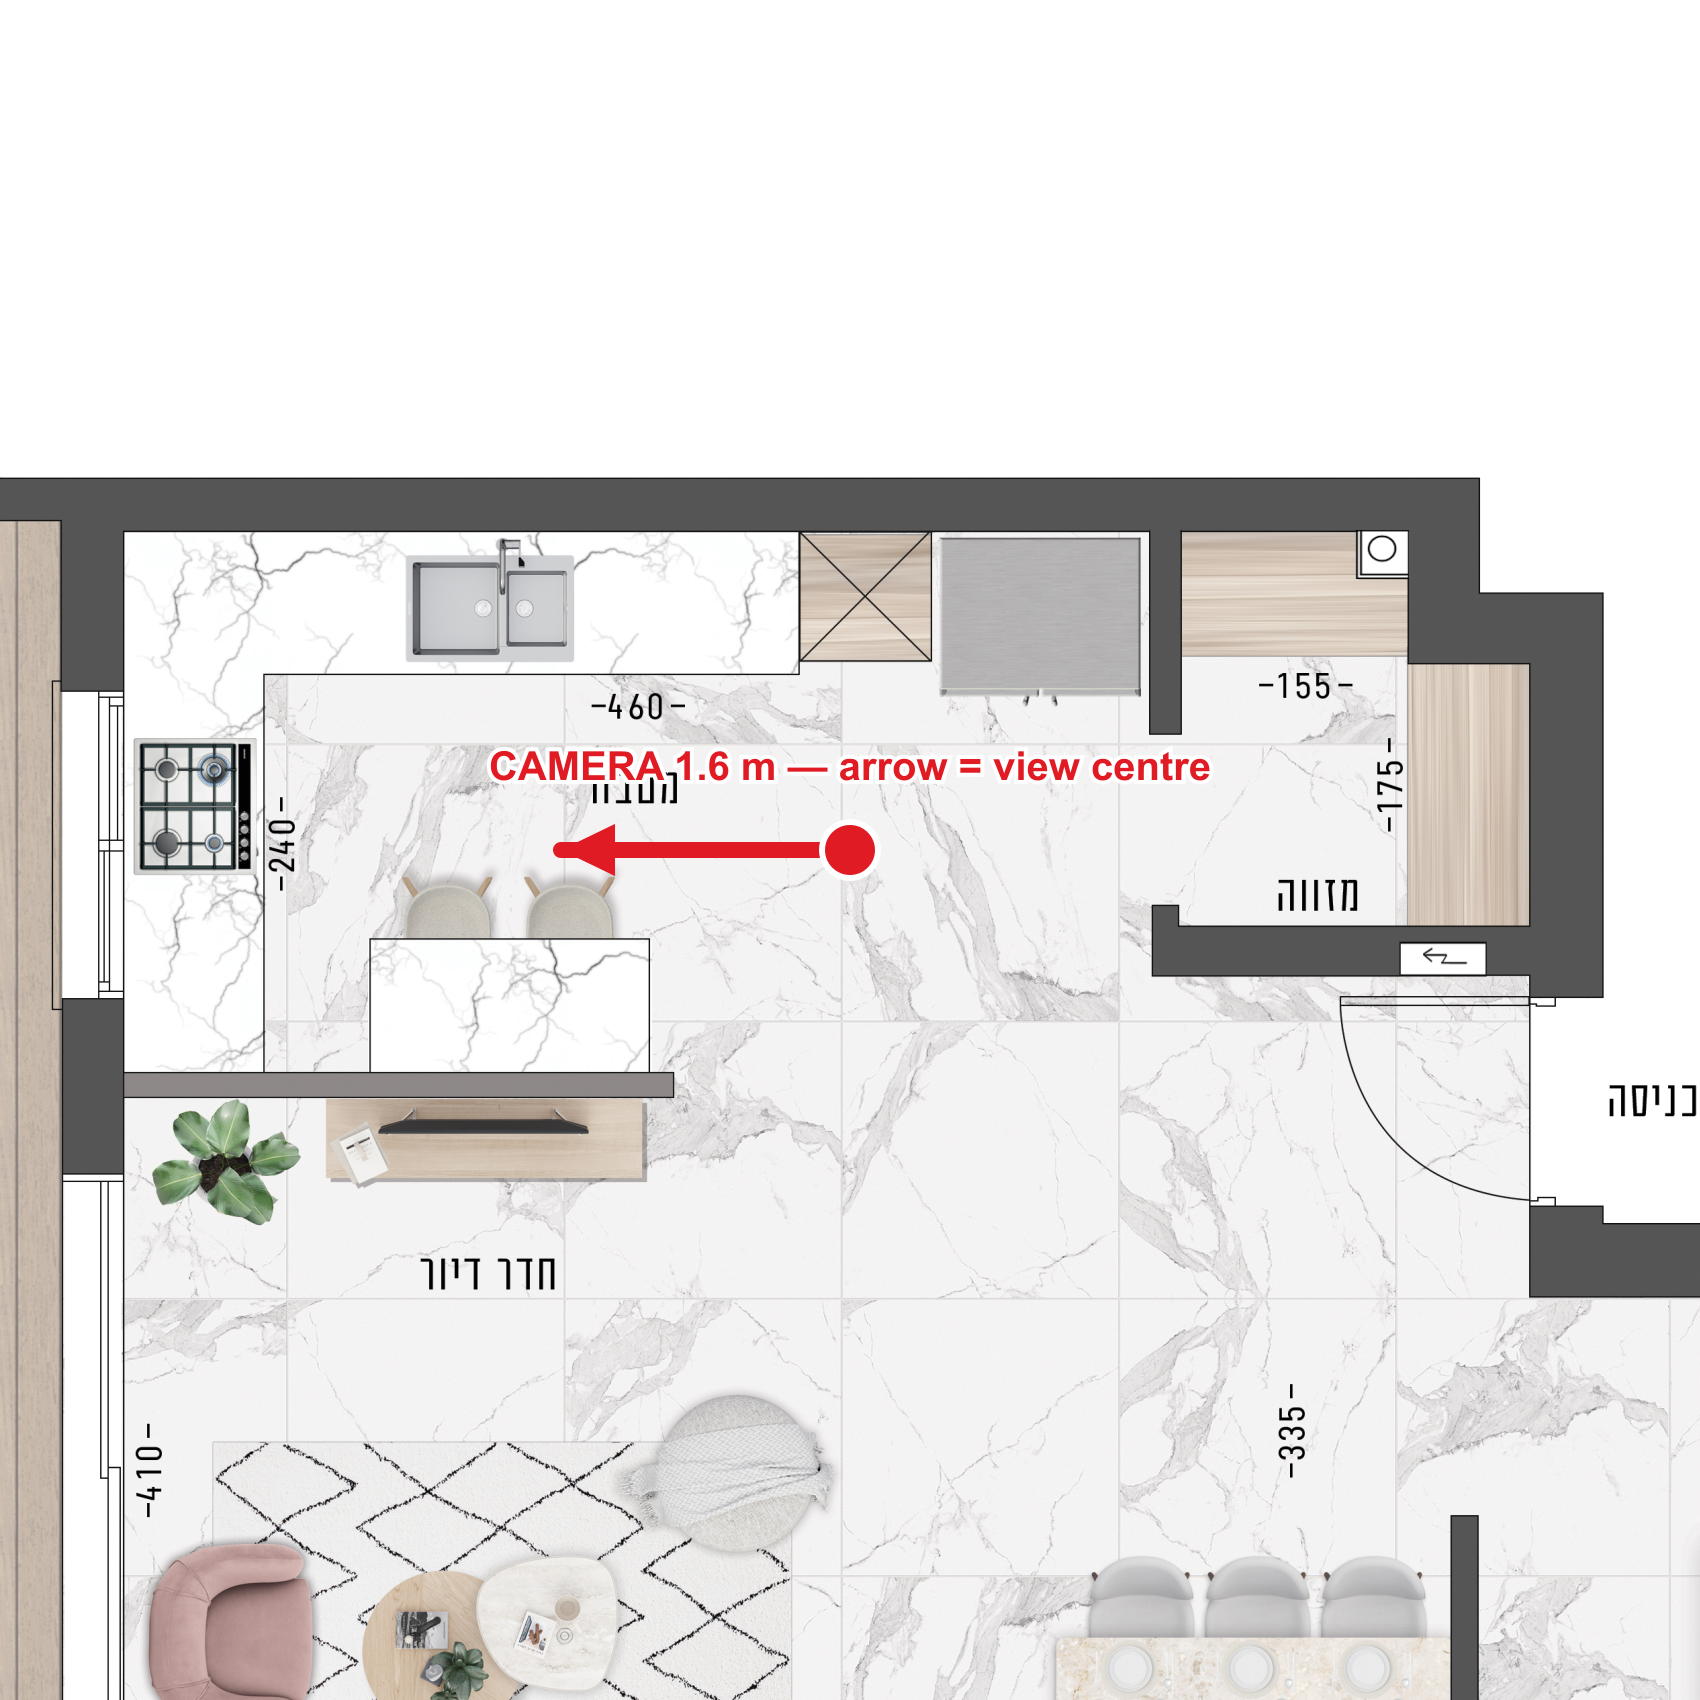 -460-
-155-
CAMERA 1.6 m — arrow = view centre
מטבח
-175-
-240-
מזווה
כניסה
חדר דיור
-410-
-335-